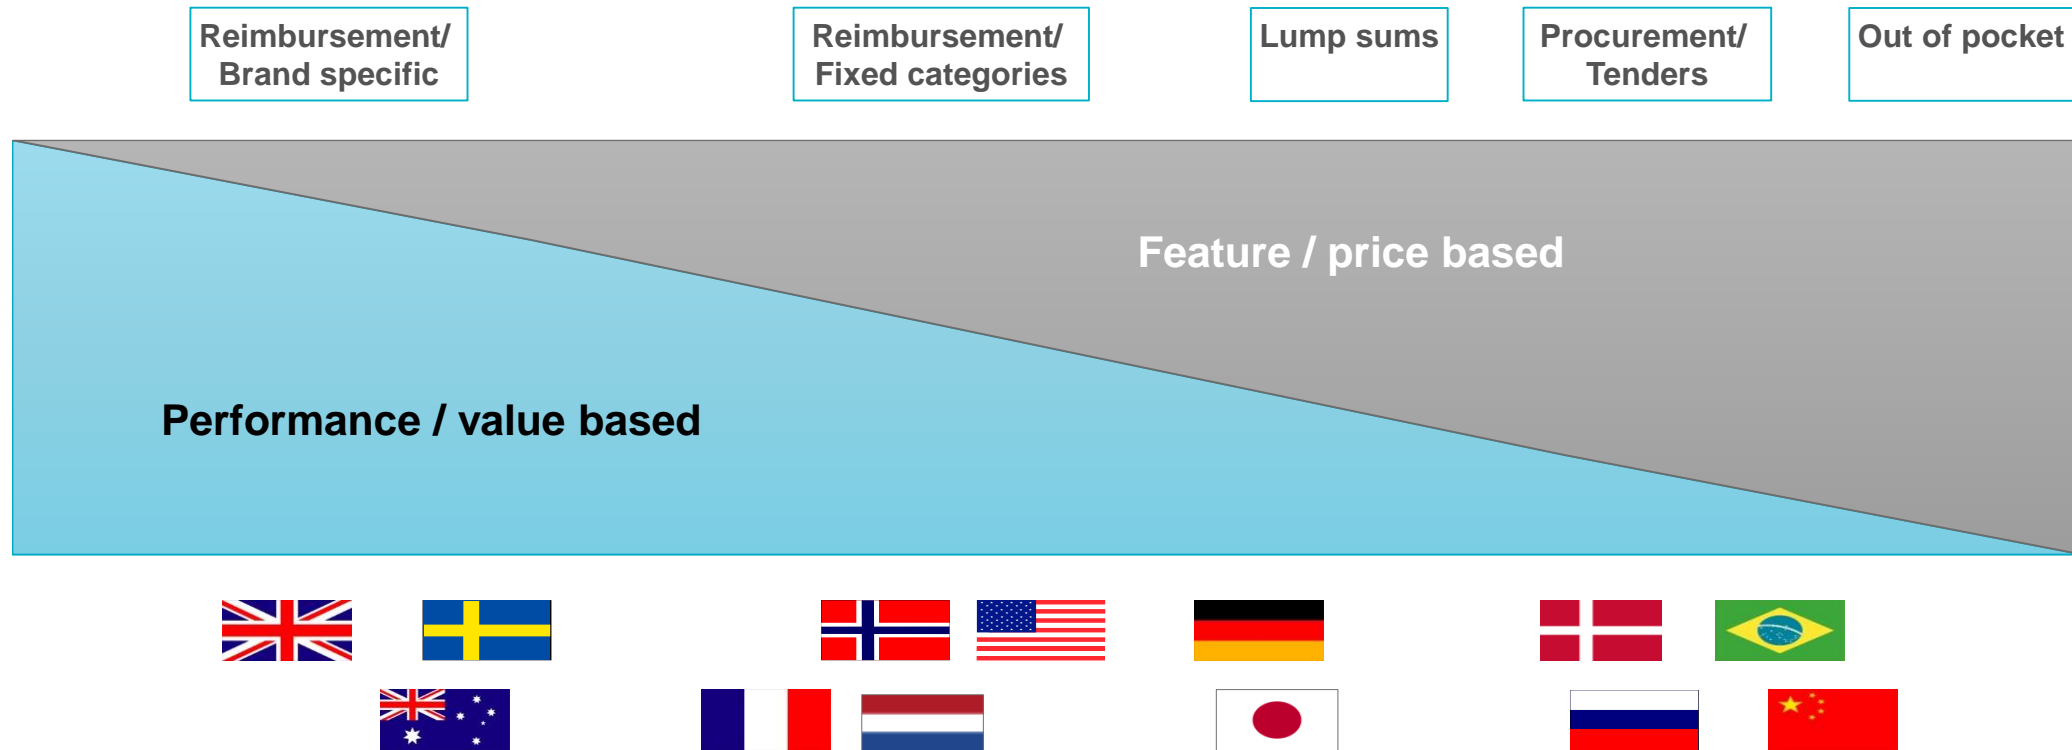 Reimbursement/
Brand specific
Reimbursement/
Fixed categories
Lump sums
Procurement/
Tenders
Out of pocket
Feature / price based
Performance / value based